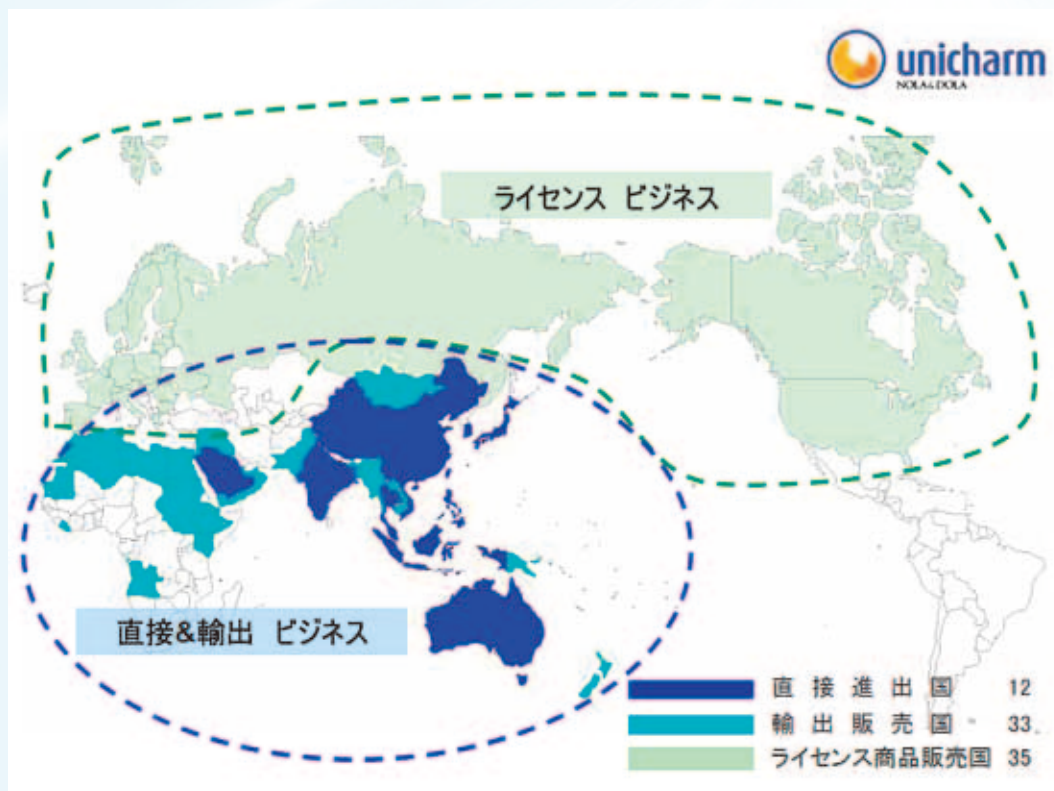 unicharm
NOLA&DOLA
ライセンス ビジネス
直接&輸出 ビジネス
直接進出国 12
輸出販売国 33
ライセンス商品販売国 35